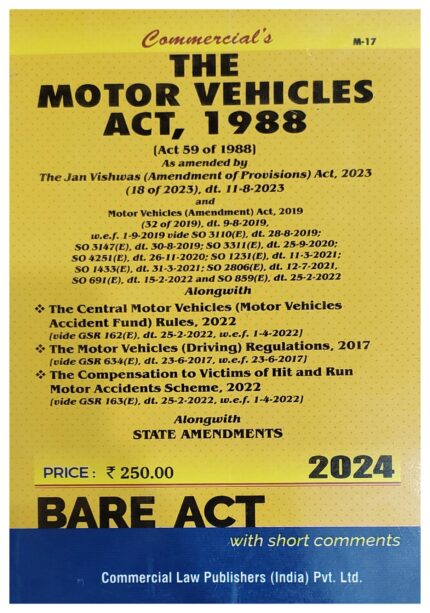 Commercial's
M-17
THE
MOTOR VEHICLES
ACT, 1988
[Act 59 of 1988]
As amended by
The Jan Vishwas (Amendment of Provisions) Act, 2023
(18 of 2023), dt. 11-8-2023
and
Motor Vehicles (Amendment) Act, 2019
(32 of 2019), dt. 9-8-2019,
w.e.f. 1-9-2019 vide SO 3110(E), dt. 28-8-2019;
SO 3147(E), dt. 30-8-2019; SO 3311(E), dt. 25-9-2020;
SO 4251(E), dt. 26-11-2020; SO 1231(E), dt. 11-3-2021;
SO 1433(E), dt. 31-3-2021; SO 2806(E), dt. 12-7-2021,
SO 691(E), dt. 15-2-2022 and SO 859(E), dt. 25-2-2022
Alongwith
❖ The Central Motor Vehicles (Motor Vehicles
Accident Fund) Rules, 2022
[vide GSR 162(E), dt. 25-2-2022, w.e.f. 1-4-2022]
❖ The Motor Vehicles (Driving) Regulations, 2017
[vide GSR 634(E), dt. 23-6-2017, w.e.f. 23-6-2017]
❖ The Compensation to Victims of Hit and Run
Motor Accidents Scheme, 2022
[vide GSR 163(E), dt. 25-2-2022, w.e.f. 1-4-2022]
Alongwith
STATE AMENDMENTS
PRICE : ₹ 250.00
2024
BARE ACT
with short comments
Commercial Law Publishers (India) Pvt. Ltd.